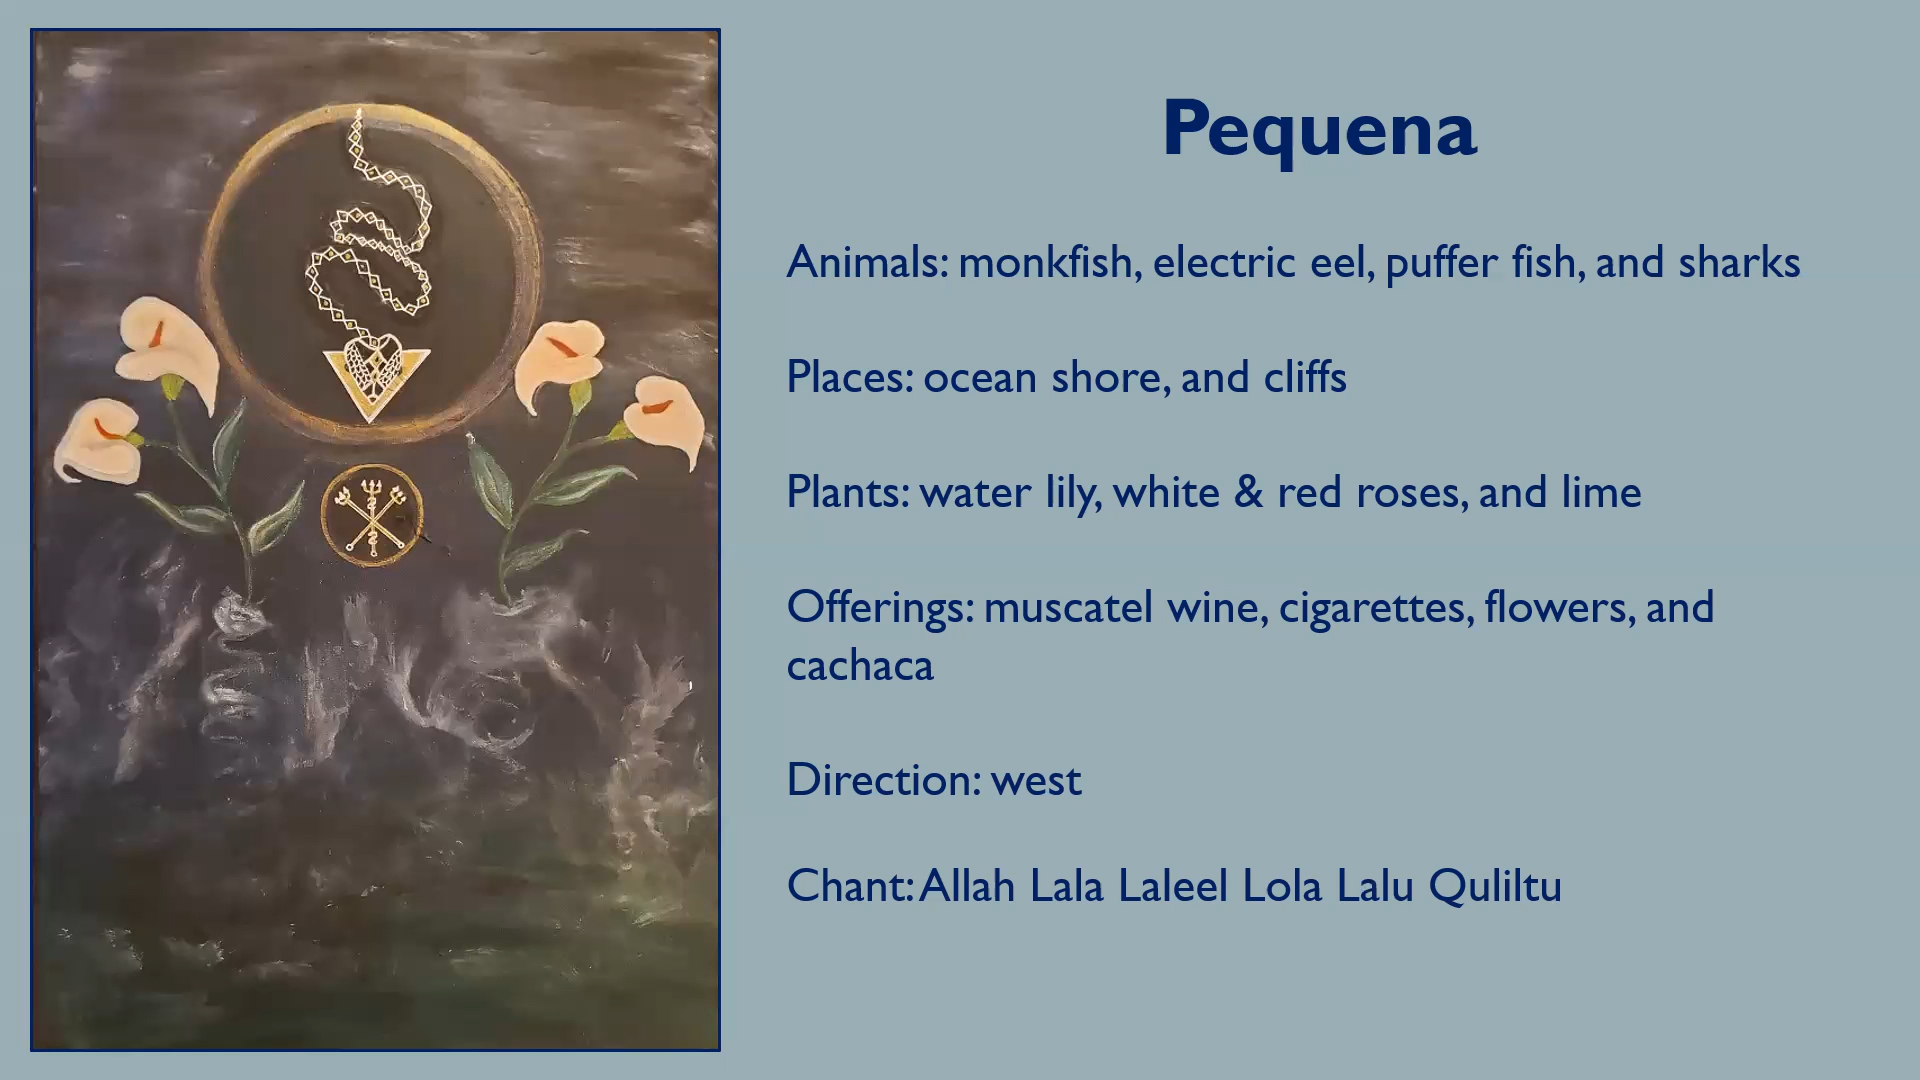 Pequena
Animals: monkfish, electric eel, puffer fish, and sharks
Places: ocean shore, and cliffs
Plants: water lily, white & red roses, and lime
Offerings: muscatel wine, cigarettes, flowers, and
cachaca
Direction: west
Chant: Allah Lala Laleel Lola Lalu Quliltu